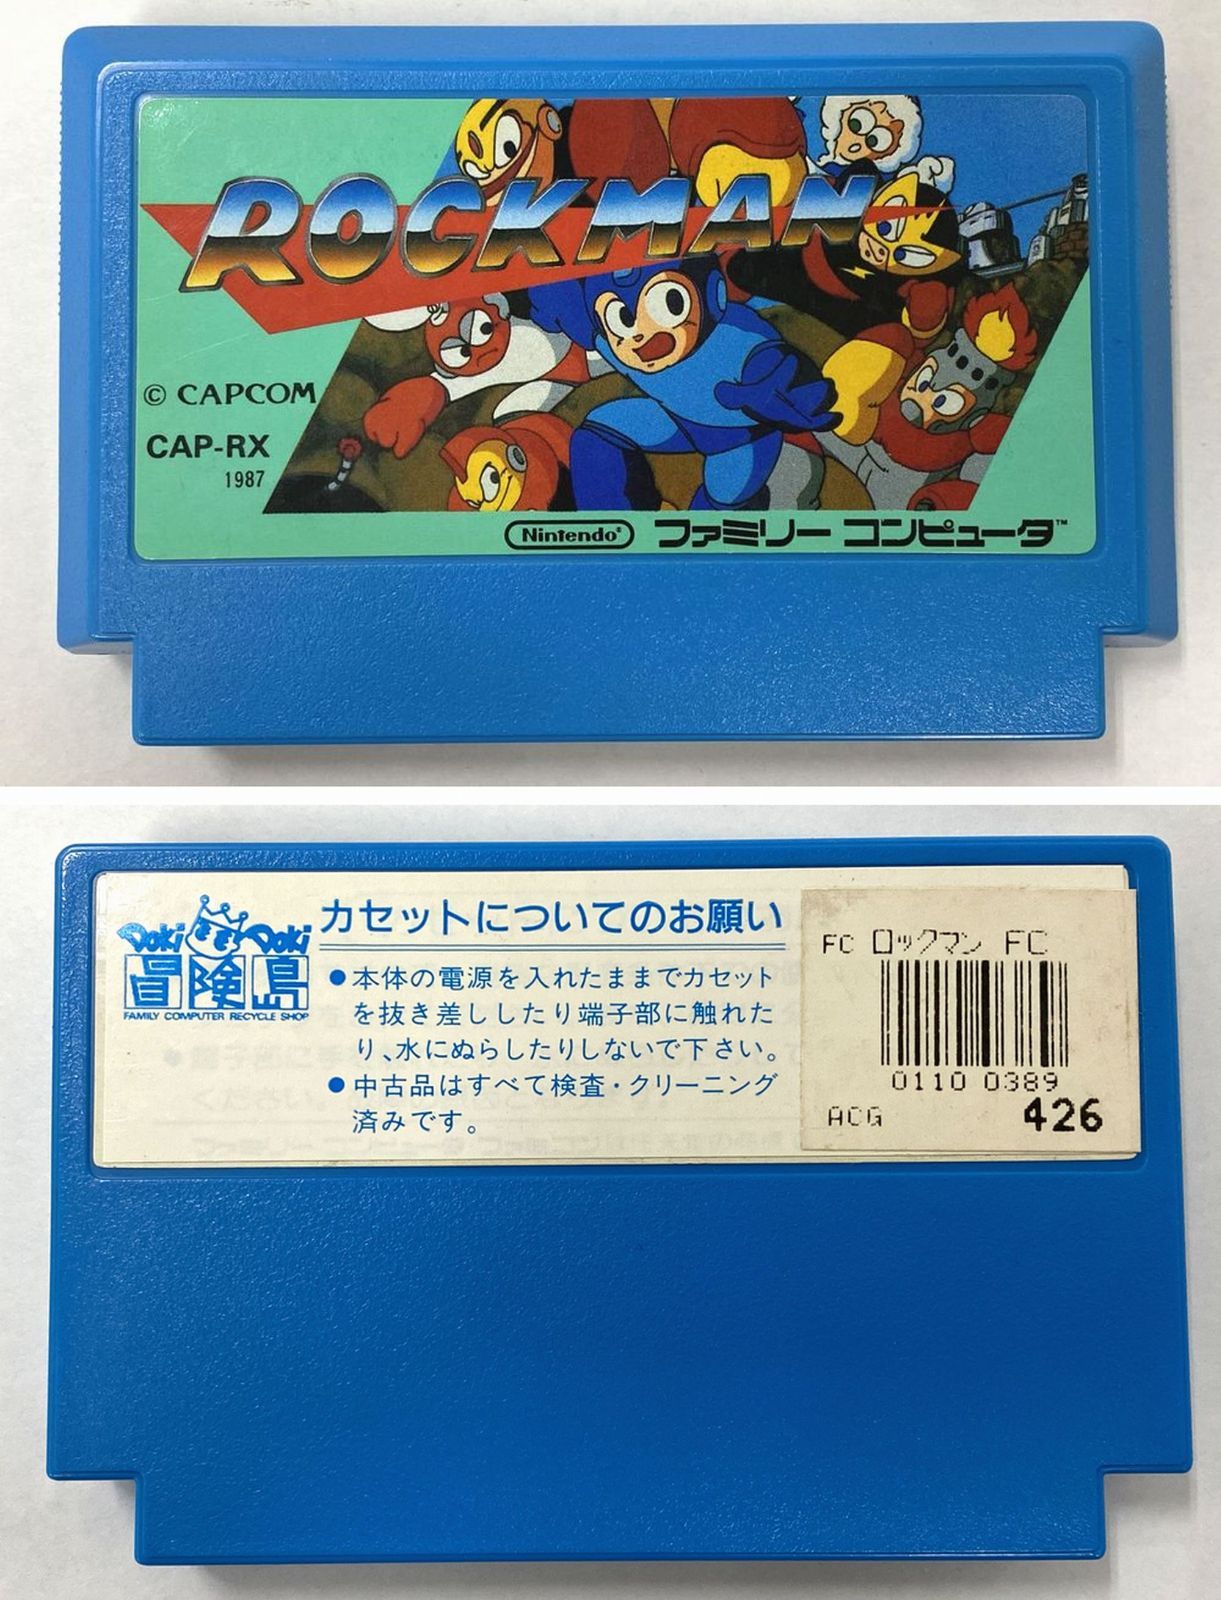 ROCKMAN
© CAPCOM
CAP-RX
1987
Nintendo® ファミリー コンピュータ™
Doki Doki
冒険島
FAMILY COMPUTER RECYCLE SHOP
カセットについてのお願い
●本体の電源を入れたままでカセット
を抜き差ししたり端子部に触れた
り、水にぬらしたりしないで下さい。
●中古品はすべて検査・クリーニング
済みです。
FC ロックマン FC
0110 0389
ACG
426